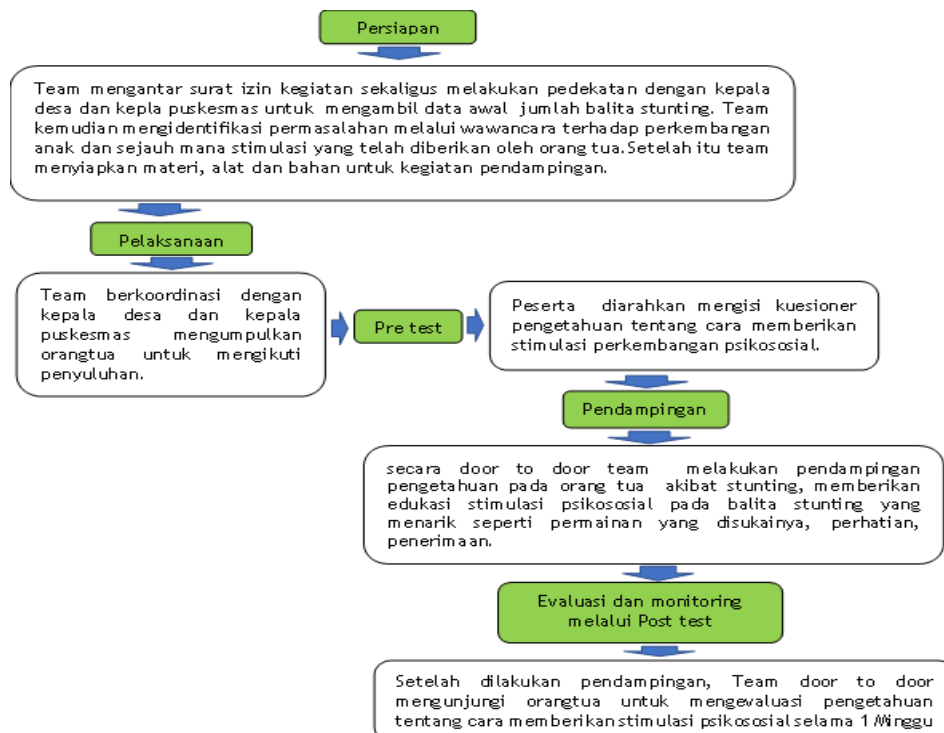 Persiapan
Team mengantar surat izin kegiatan sekaligus melakukan pedekatan dengan kepala
desa dan kepla puskesmas untuk mengambil data awal jumlah balita stunting. Team
kemudian mengidentifikasi permasalahan melalui wawancara terhadap perkembangan
anak dan sejauh mana stimulasi yang telah diberikan oleh orang tua.Setelah itu team
menyiapkan materi, alat dan bahan untuk kegiatan pendampingan.
Pelaksanaan
Team berkoordinasi dengan
kepala desa dan kepala
puskesmas mengumpulkan
orangtua untuk mengikuti
penyuluhan.
Pre test
Peserta diarahkan mengisi kuesioner
pengetahuan tentang cara memberikan
stimulasi perkembangan psikososial.
Pendampingan
secara door to door team melakukan pendampingan
pengetahuan pada orang tua akibat stunting, memberikan
edukasi stimulasi psikososial pada balita stunting yang
menarik seperti permainan yang disukainya, perhatian,
penerimaan.
Evaluasi dan monitoring
melalui Post test
Setelah dilakukan pendampingan, Team door to door
mengunjungi orangtua untuk mengevaluasi pengetahuan
tentang cara memberikan stimulasi psikososial selama 1 Minggu